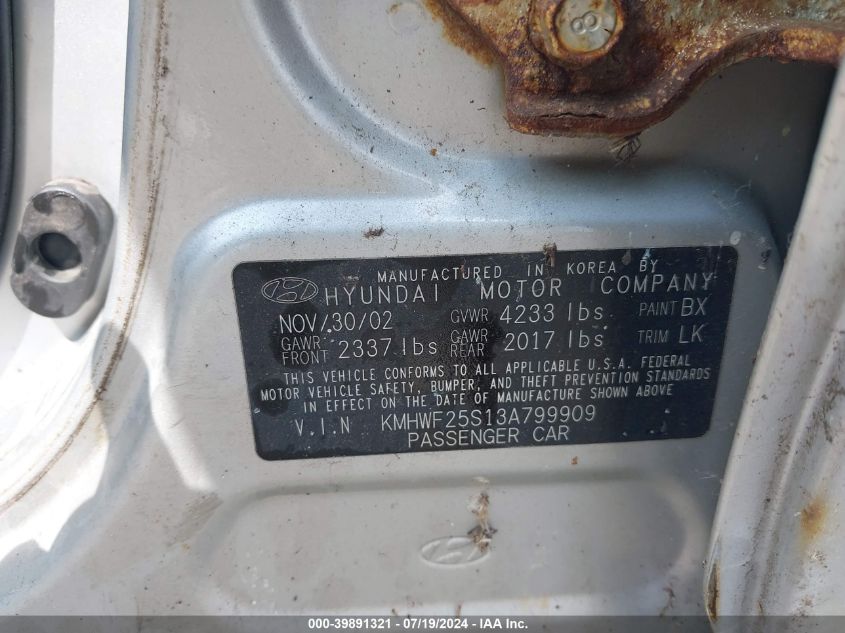 8
MANUFACTURED IN KOREA BY
HYUNDAI MOTOR COMPANY
NOV/30/02 GVWR 4233 lbs PAINT BX
GAWR FRONT 2337 lbs GAWR REAR 2017 lbs TRIM LK
THIS VEHICLE CONFORMS TO ALL APPLICABLE U.S.A. FEDERAL
MOTOR VEHICLE SAFETY, BUMPER, AND THEFT PREVENTION STANDARDS
IN EFFECT ON THE DATE OF MANUFACTURE SHOWN ABOVE
V.I.N KMHWF25S13A799909
PASSENGER CAR
000-39891321 - 07/19/2024 - IAA Inc.